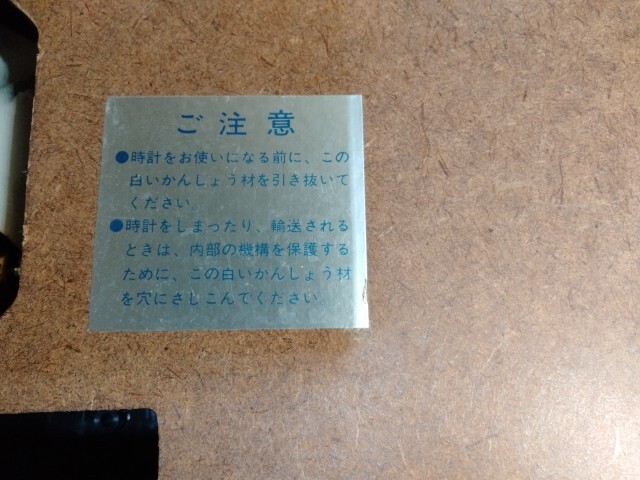 ご注意
●時計をお使いになる前に、この
白いかんしょう材を引き抜いて
ください。
●時計をしまったり、輸送される
ときは、内部の機構を保護する
ために、この白いかんしょう材
を穴にさしこんでください。